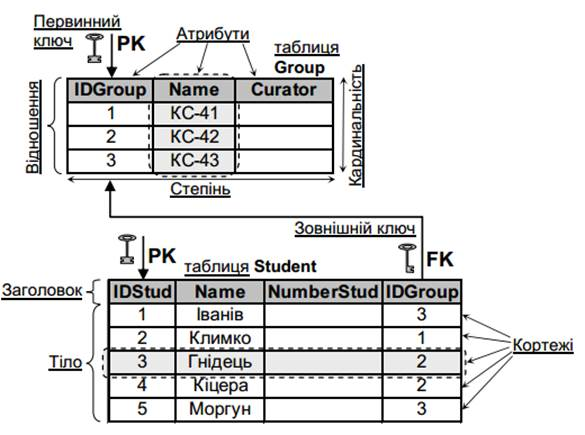 Первинний
ключ
PK
Атрибути
таблиця
Group
Відношення
IDGroup Name Curator
1 КС-41
2 КС-42
3 КС-43
Кардинальність
Степінь
Зовнішній ключ
PK
таблиця Student
FK
Заголовок
IDStud Name NumberStud IDGroup
1 Іванів 3
2 Климко 1
3 Гнідець 2
4 Кіцера 2
5 Моргун 3
Тіло
Кортежі